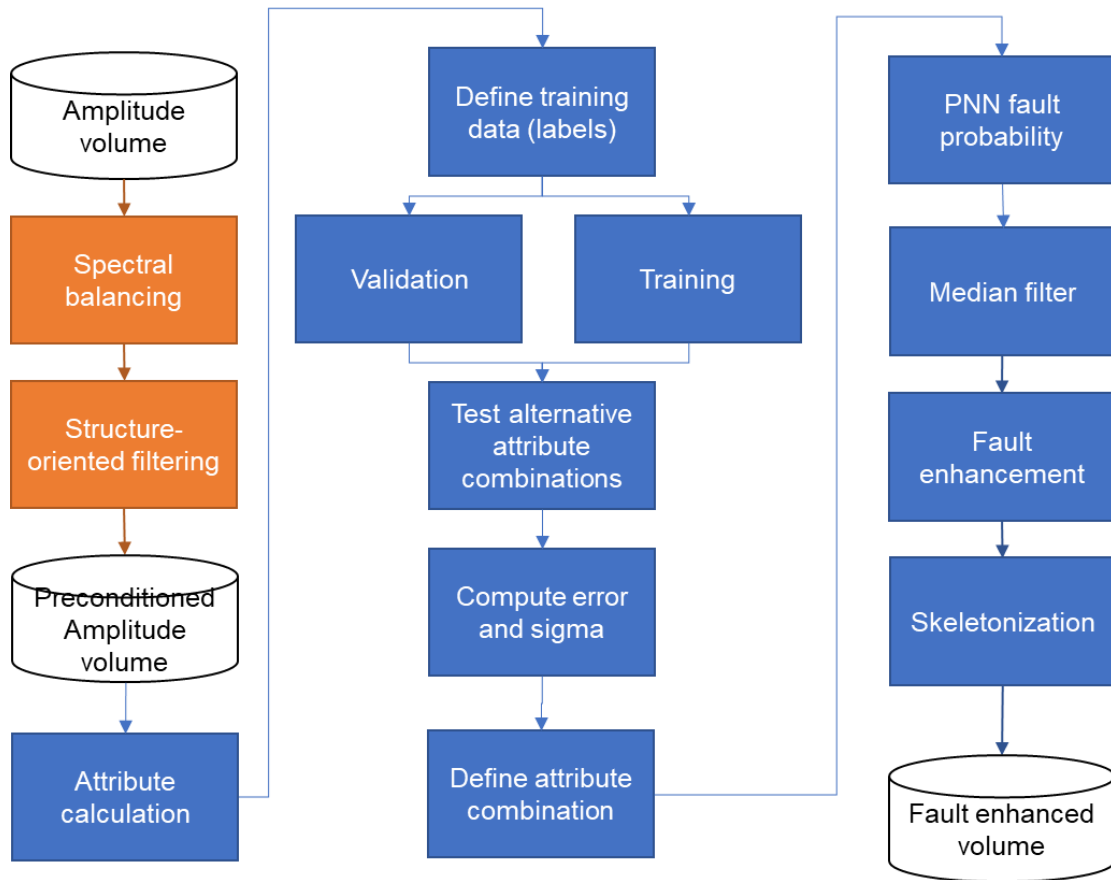 Amplitude
volume
Spectral
balancing
Structure-
oriented filtering
Preconditioned
Amplitude
volume
Attribute
calculation
Define training
data (labels)
Validation
Training
Test alternative
attribute
combinations
Compute error
and sigma
Define attribute
combination
PNN fault
probability
Median filter
Fault
enhancement
Skeletonization
Fault enhanced
volume